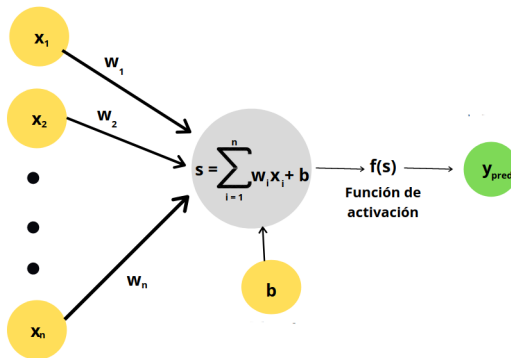 x1
w1
x2
w2
n
s = ∑ wixi + b
i = 1
f(s)
Función de
activación
ypred
wn
b
xn